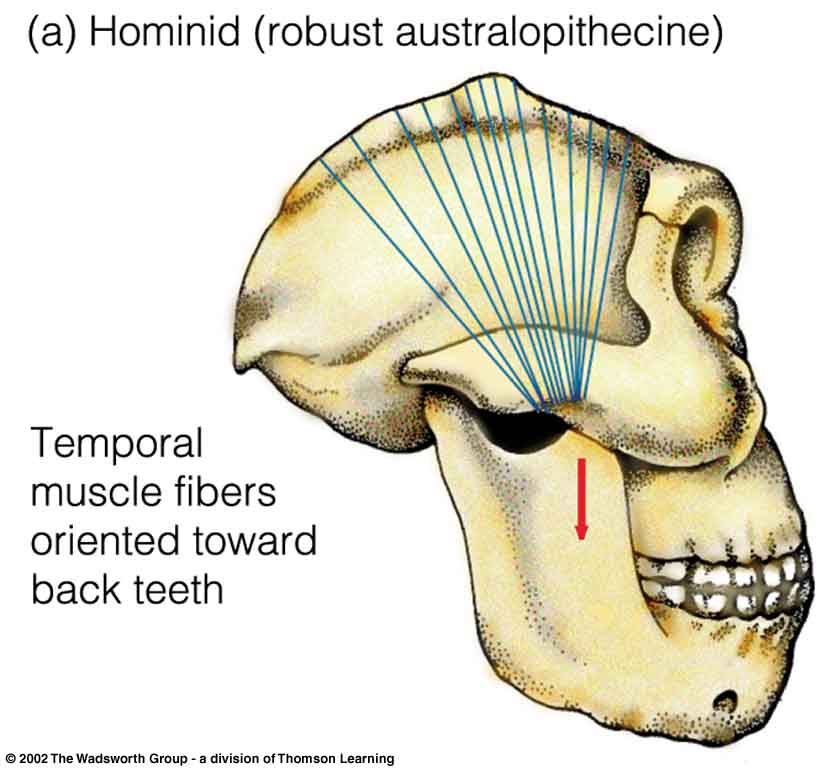 (a) Hominid (robust australopithecine)
Temporal
muscle fibers
oriented toward
back teeth
© 2002 The Wadsworth Group - a division of Thomson Learning